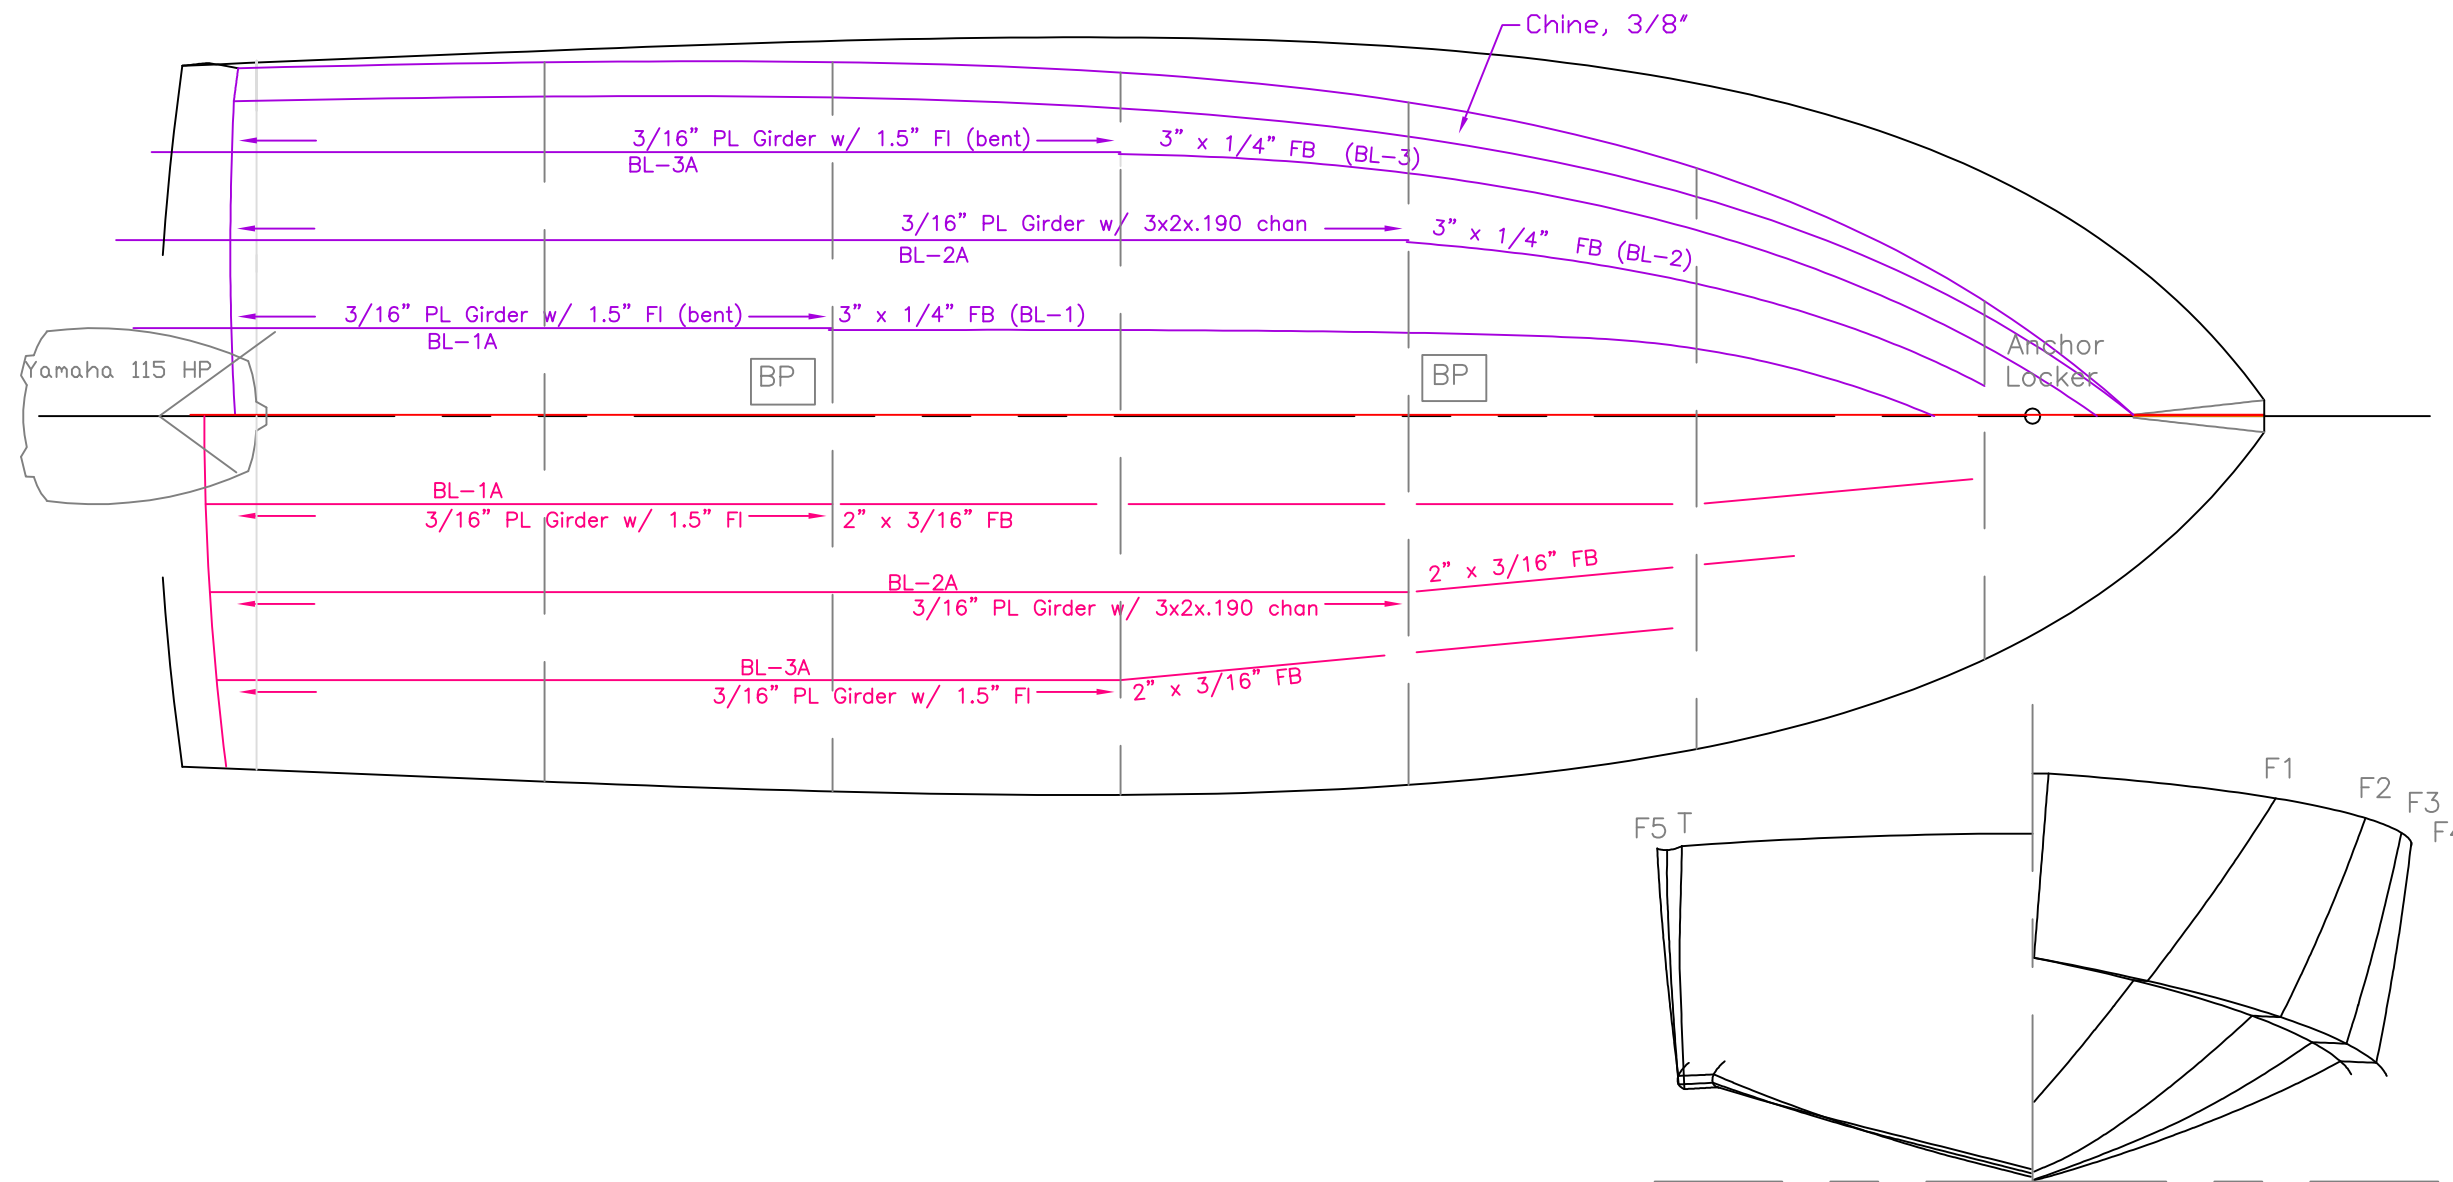 Chine, 3/8"
3/16" PL Girder w/ 1.5" Fl (bent)
3" x 1/4" FB (BL-3)
BL-3A
3/16" PL Girder w/ 3x2x.190 chan
3" x 1/4" FB (BL-2)
BL-2A
3/16" PL Girder w/ 1.5" Fl (bent)
3" x 1/4" FB (BL-1)
BL-1A
Yamaha 115 HP
BP
BP
Anchor
Locker
BL-1A
3/16" PL Girder w/ 1.5" Fl
2" x 3/16" FB
BL-2A
2" x 3/16" FB
3/16" PL Girder w/ 3x2x.190 chan
BL-3A
3/16" PL Girder w/ 1.5" Fl
2" x 3/16" FB
F1
F2
F3
F4
F5 T